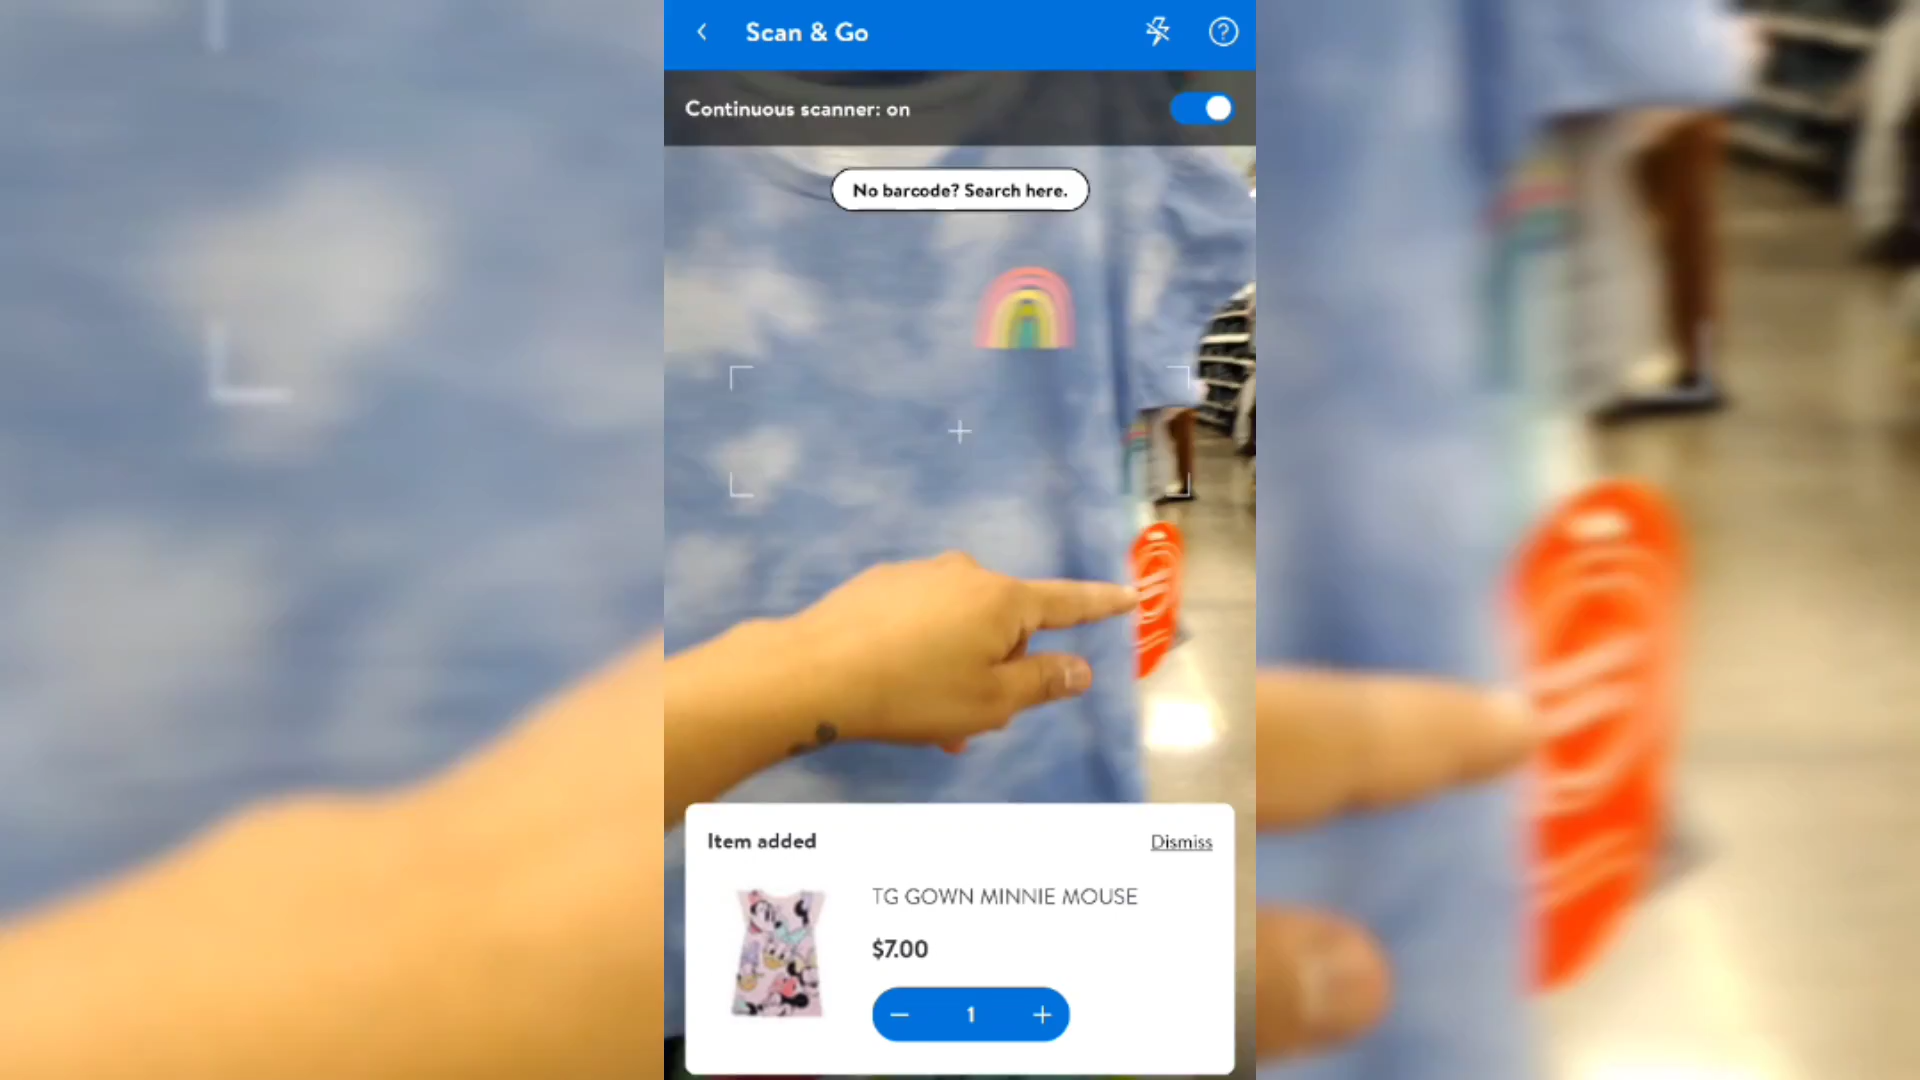 Scan & Go
Continuous scanner: on
No barcode? Search here.
Item added
Dismiss
TG GOWN MINNIE MOUSE
$7.00
1